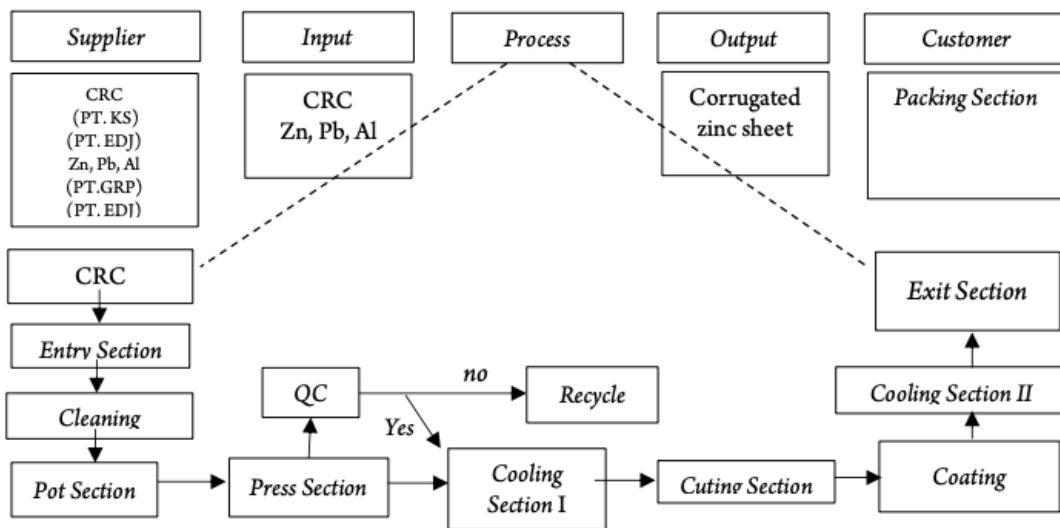 Supplier
Input
Process
Output
Customer
CRC
(PT. KS)
(PT. EDJ)
Zn, Pb, Al
(PT.GRP)
(PT. EDJ)
CRC
Zn, Pb, Al
Corrugated
zinc sheet
Packing Section
CRC
Entry Section
Cleaning
Pot Section
Press Section
QC
no
Yes
Recycle
Cooling
Section I
Cuting Section
Coating
Cooling Section II
Exit Section